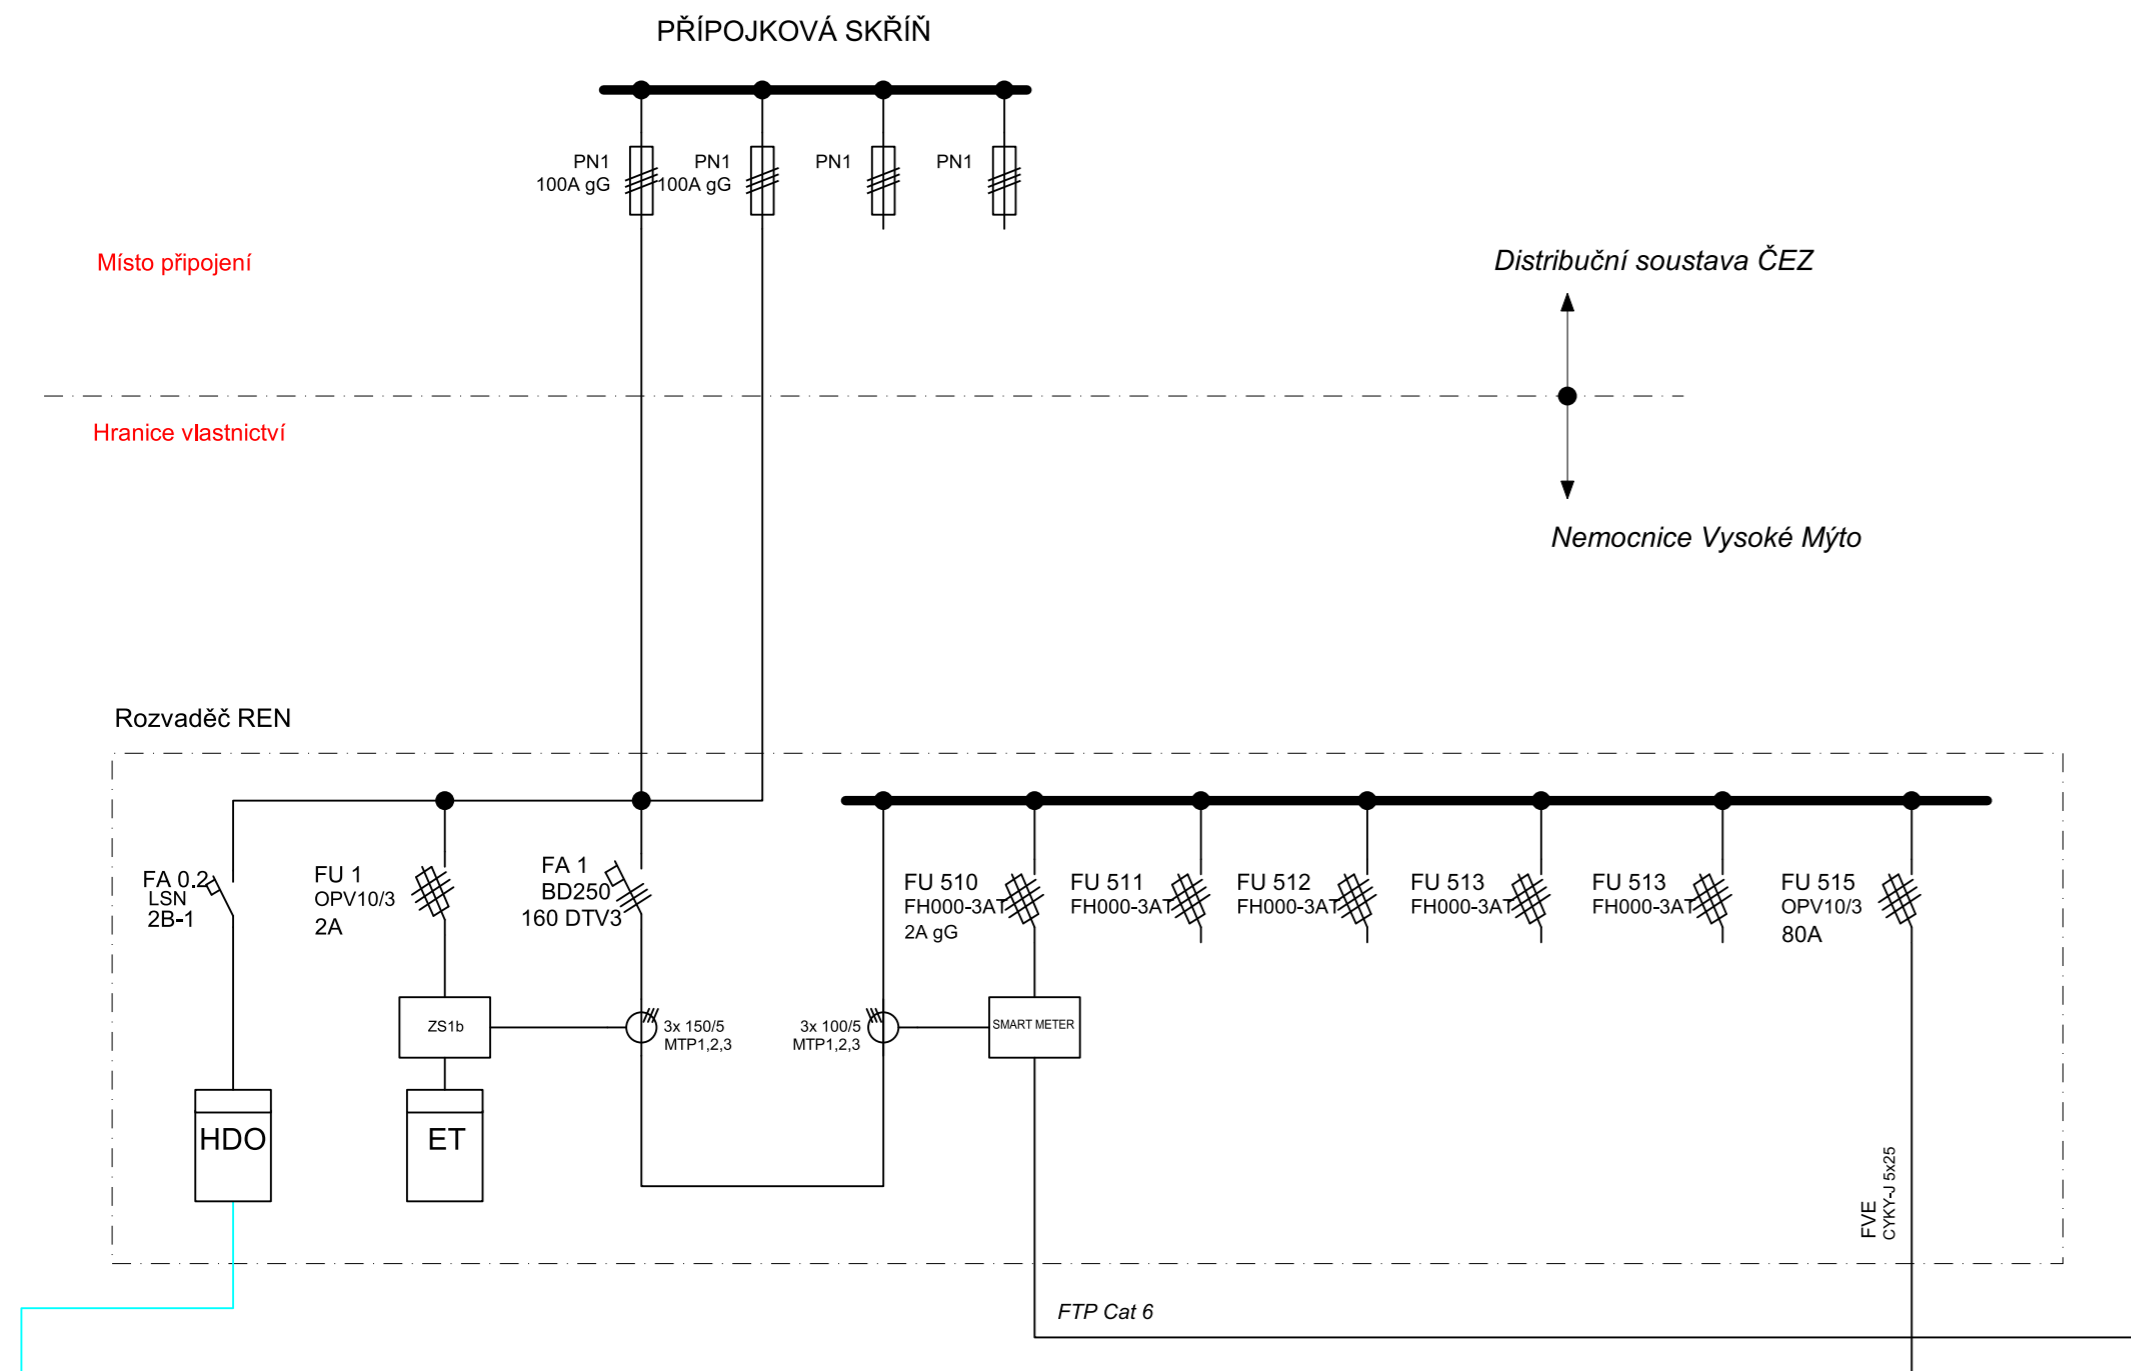 PŘÍPOJKOVÁ SKŘÍŇ
PN1
100A gG
PN1
100A gG
PN1
PN1
Místo připojení
Distribuční soustava ČEZ
Hranice vlastnictví
Nemocnice Vysoké Mýto
Rozvaděč REN
FA 0.2
LSN
2B-1
FU 1
OPV10/3
2A
FA 1
BD250
160 DTV3
FU 510
FH000-3AT
2A gG
FU 511
FH000-3AT
FU 512
FH000-3AT
FU 513
FH000-3AT
FU 513
FH000-3AT
FU 515
OPV10/3
80A
ZS1b
3x 150/5
MTP1,2,3
3x 100/5
MTP1,2,3
SMART METER
HDO
ET
FVE
CYKY-J 5x25
FTP Cat 6